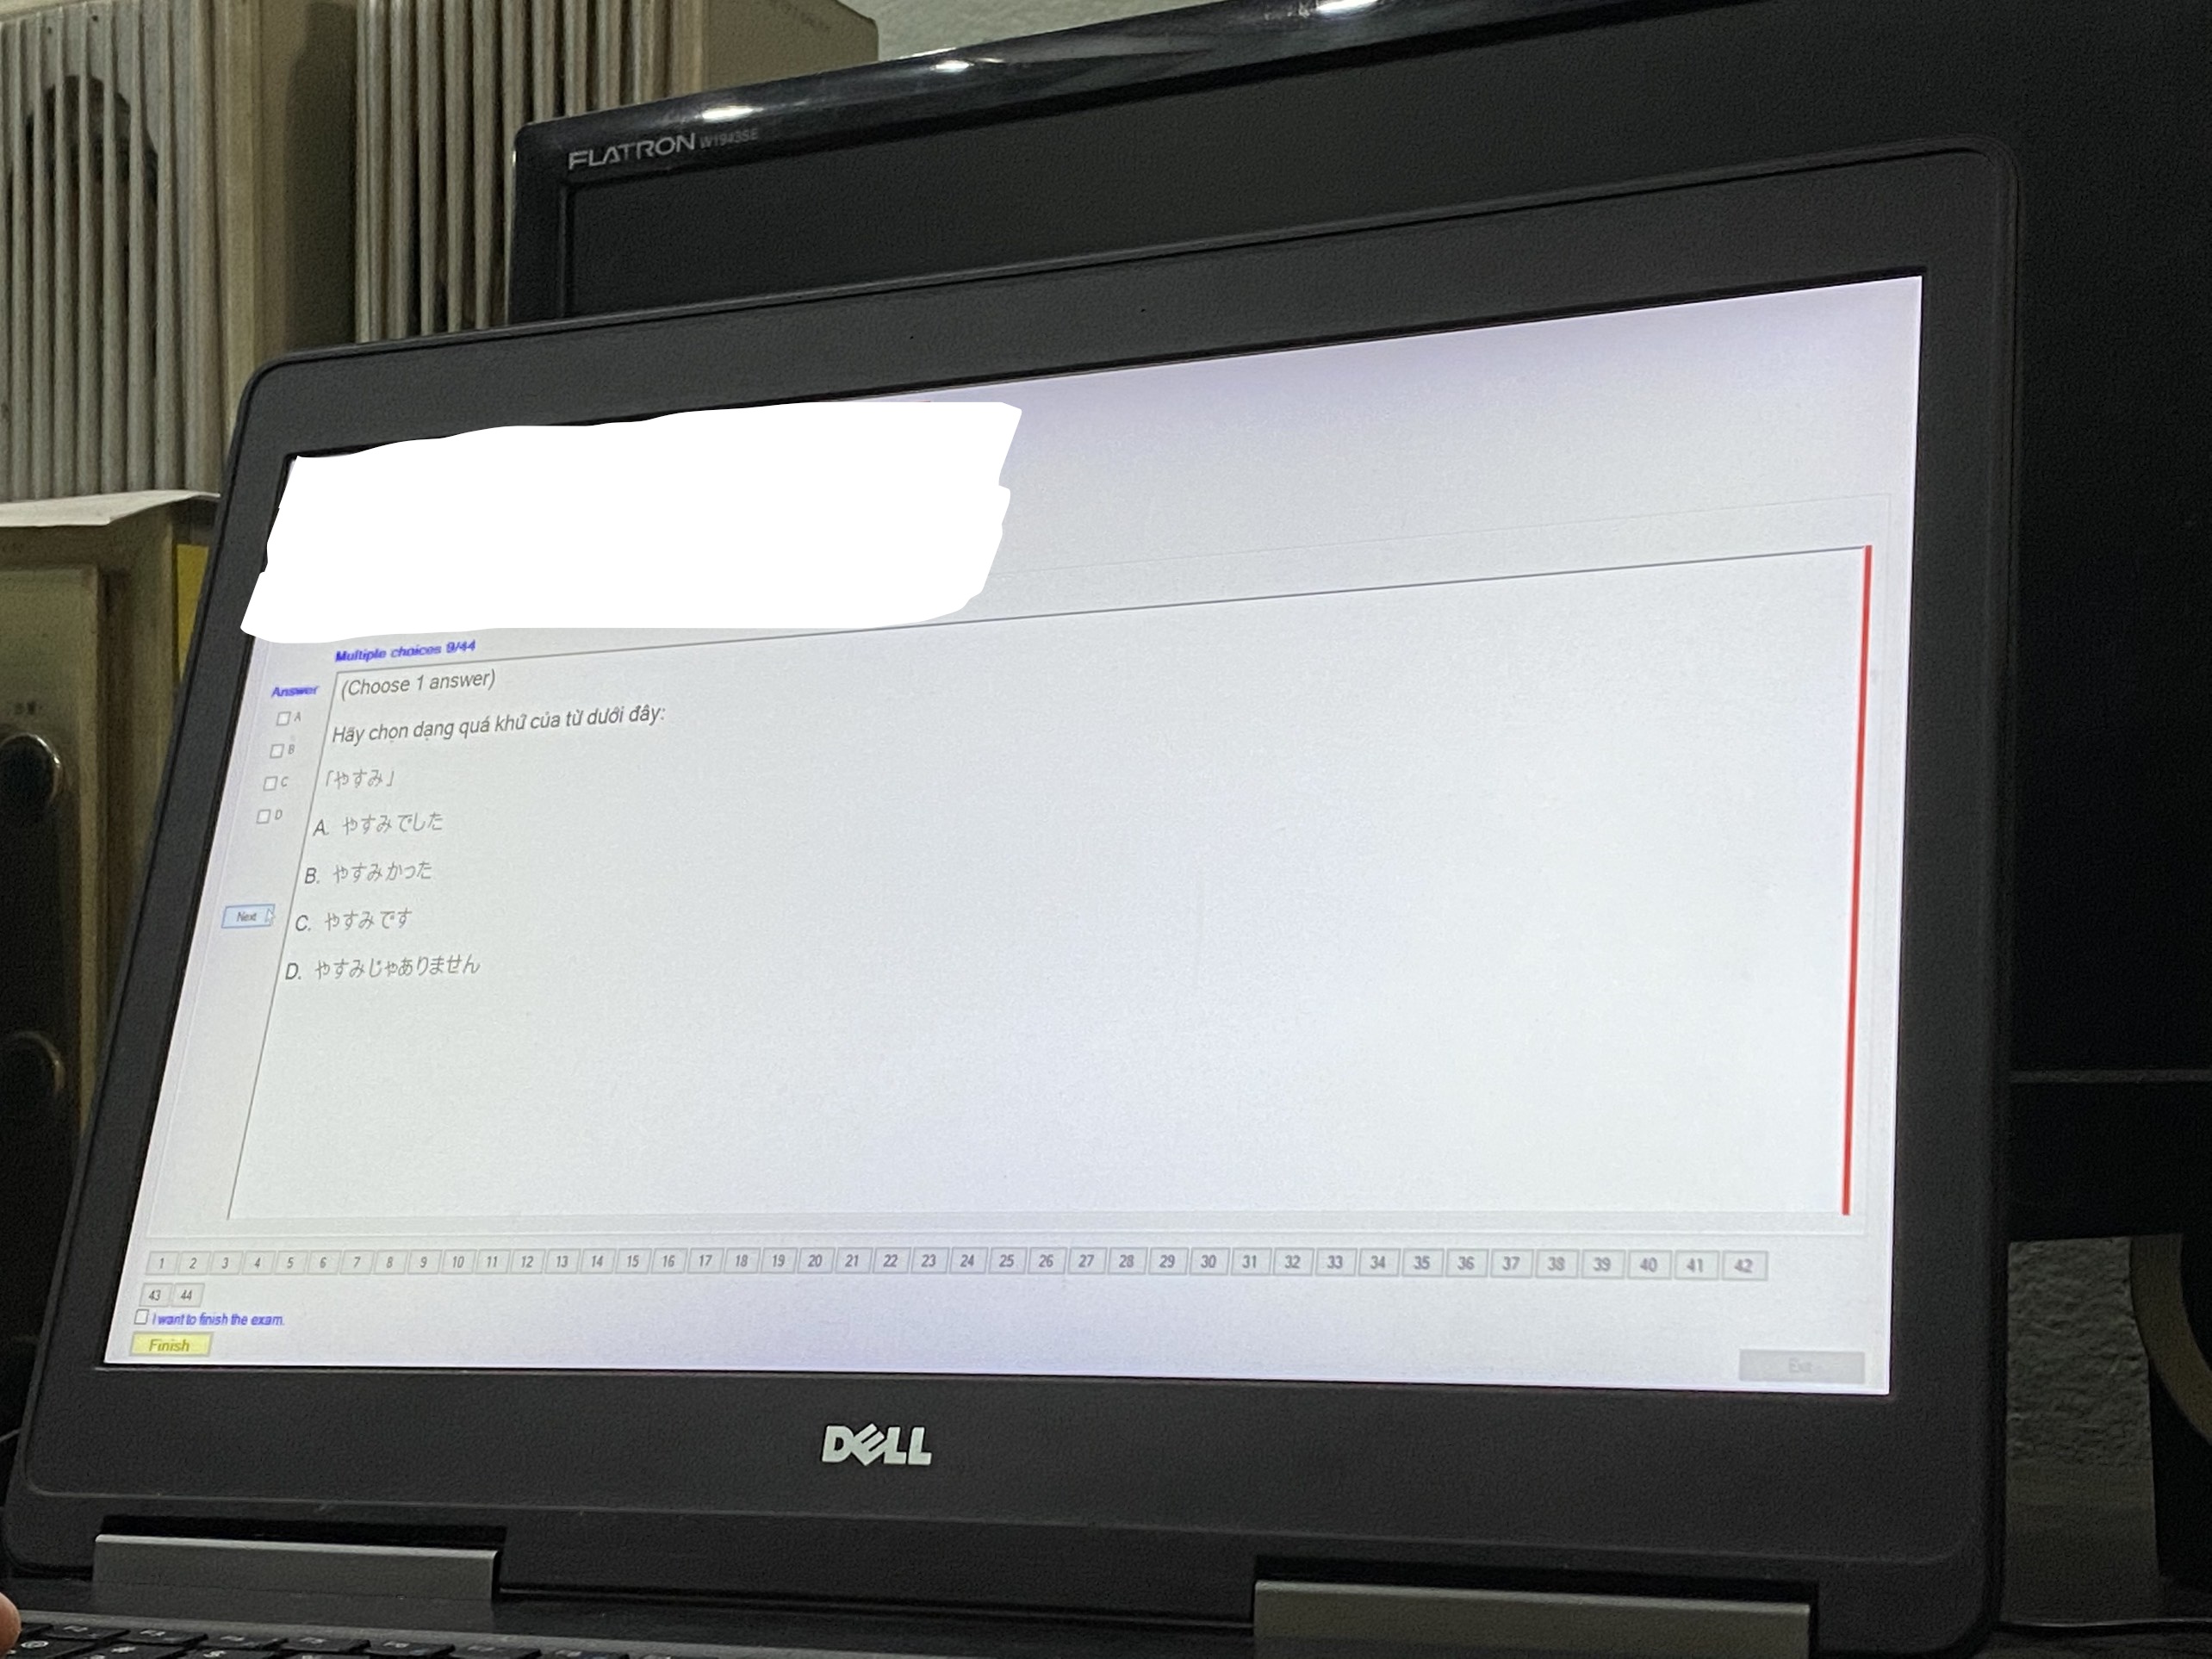 FLATRON W1943SE
Multiple choices 9/44
Answer
(Choose 1 answer)
A
B
C
D
Hãy chọn dạng quá khứ của từ dưới đây:
「やすみ」
A. やすみでした
B. やすみかった
C. やすみです
D. やすみじゃありません
Next
1 2 3 4 5 6 7 8 9 10 11 12 13 14 15 16 17 18 19 20 21 22 23 24 25 26 27 28 29 30 31 32 33 34 35 36 37 38 39 40 41 42
43 44
I want to finish the exam.
Finish
Exit
DELL